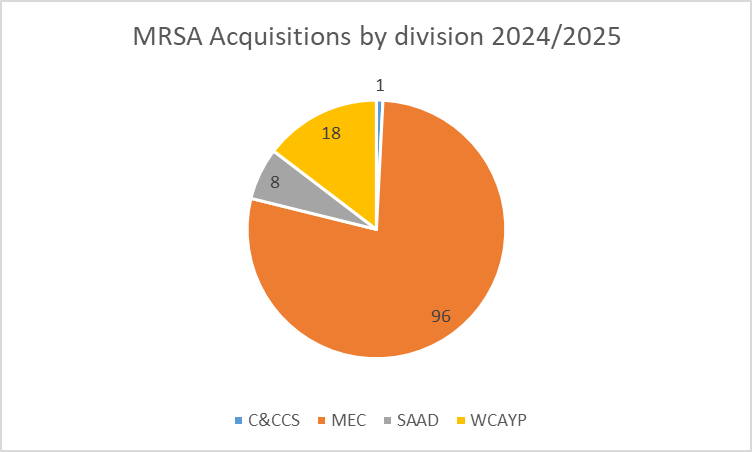 MRSA Acquisitions by division 2024/2025
1
18
8
96
C&CCS MEC SAAD WCAYP